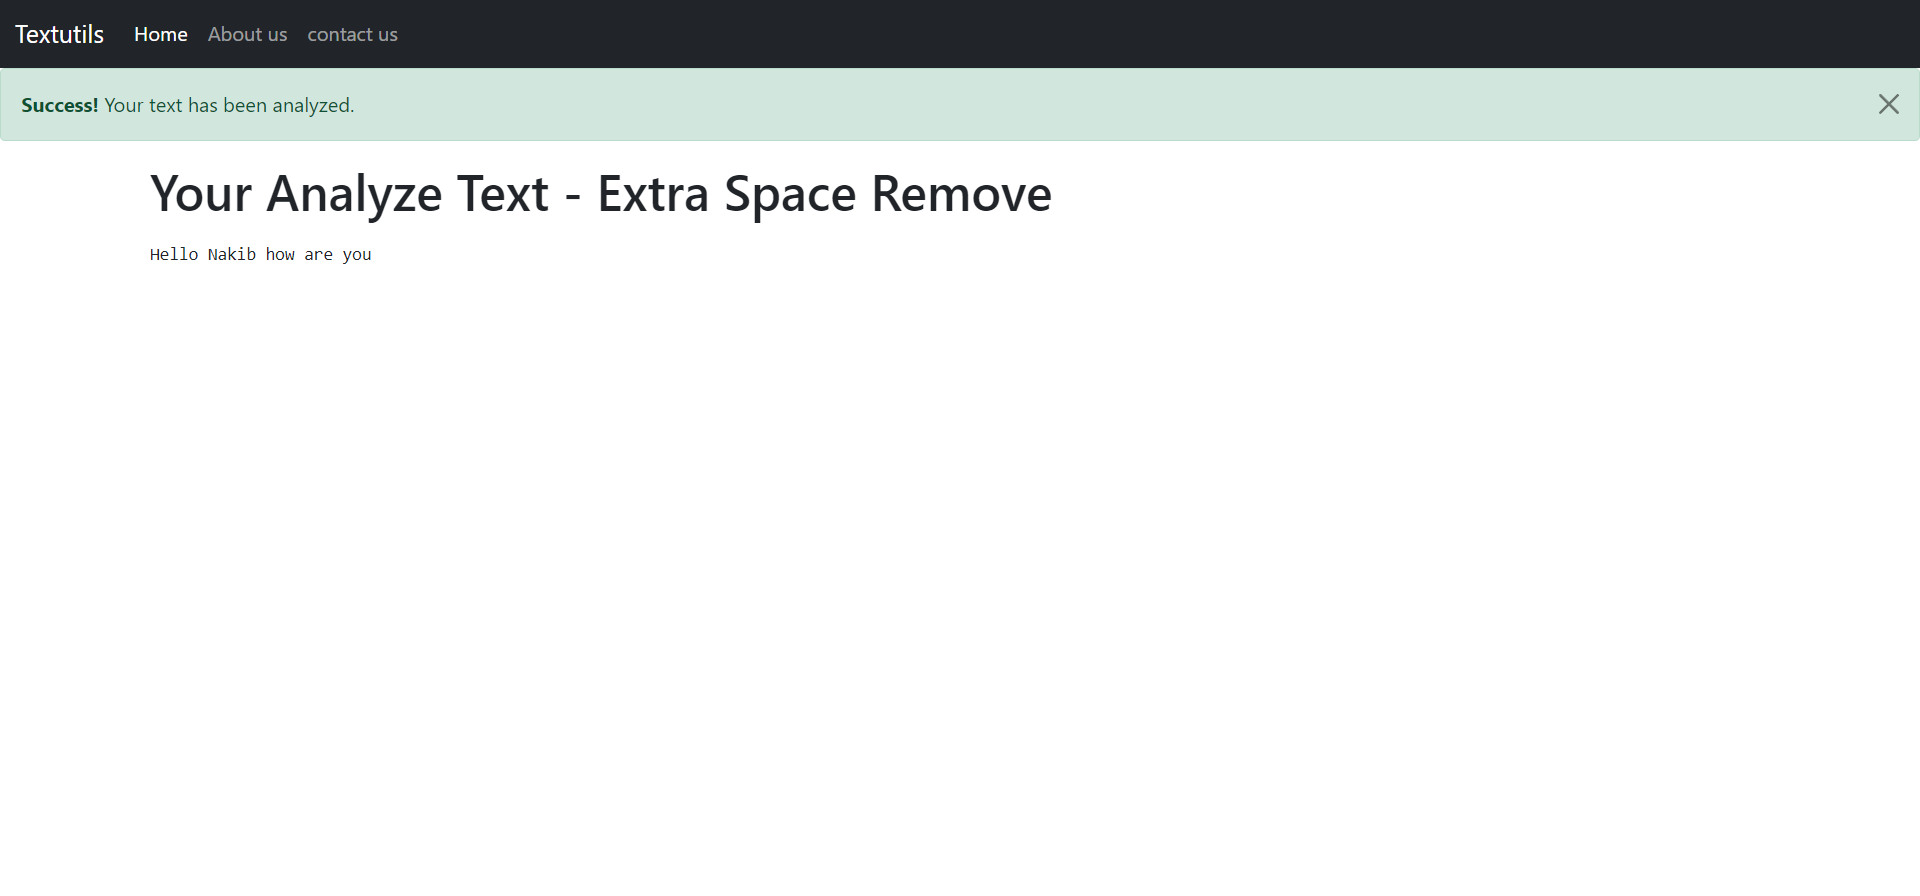 Textutils Home About us contact us
Success! Your text has been analyzed.
Your Analyze Text - Extra Space Remove
Hello Nakib how are you